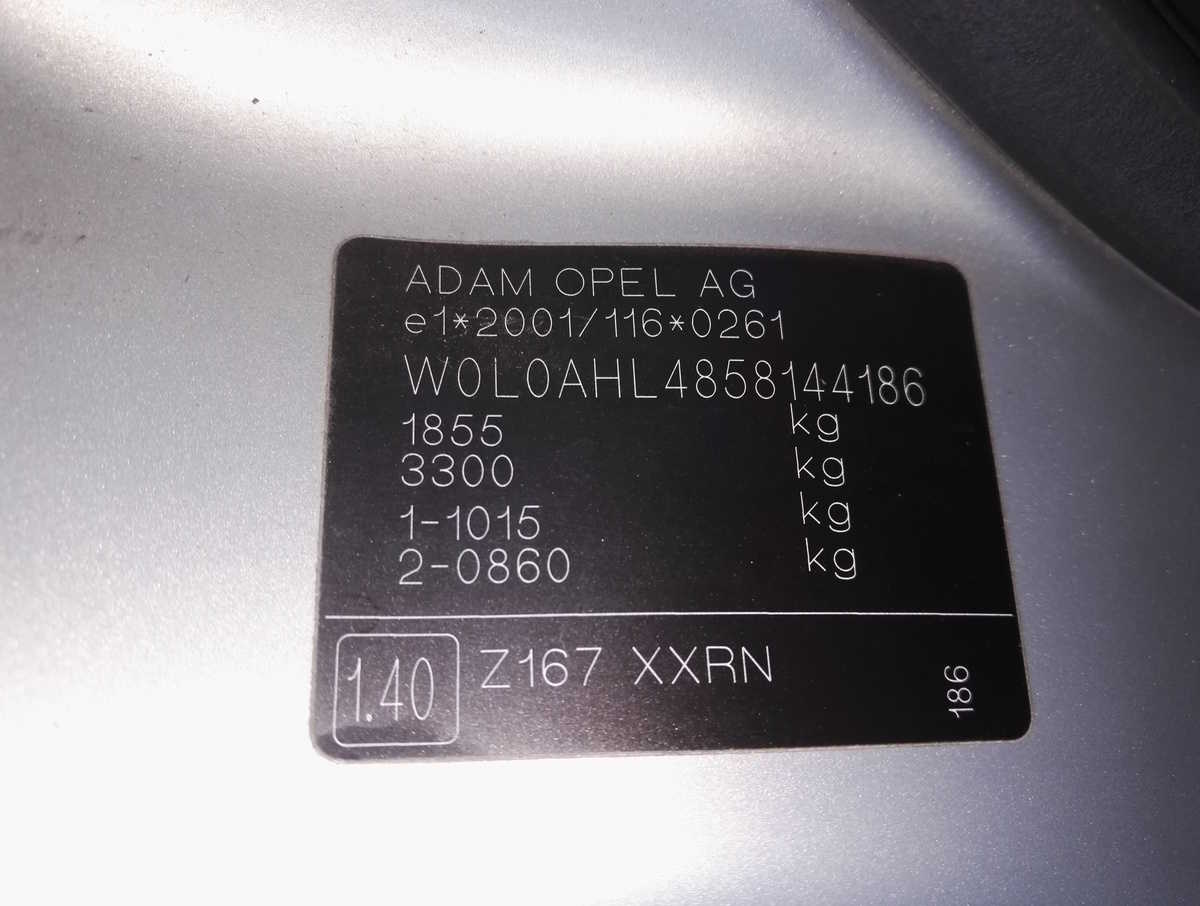 ADAM OPEL AG
e1*2001/116*0261
W0L0AHL4858144186
1855 kg
3300 kg
1-1015 kg
2-0860 kg
1.40 Z167 XXRN
186